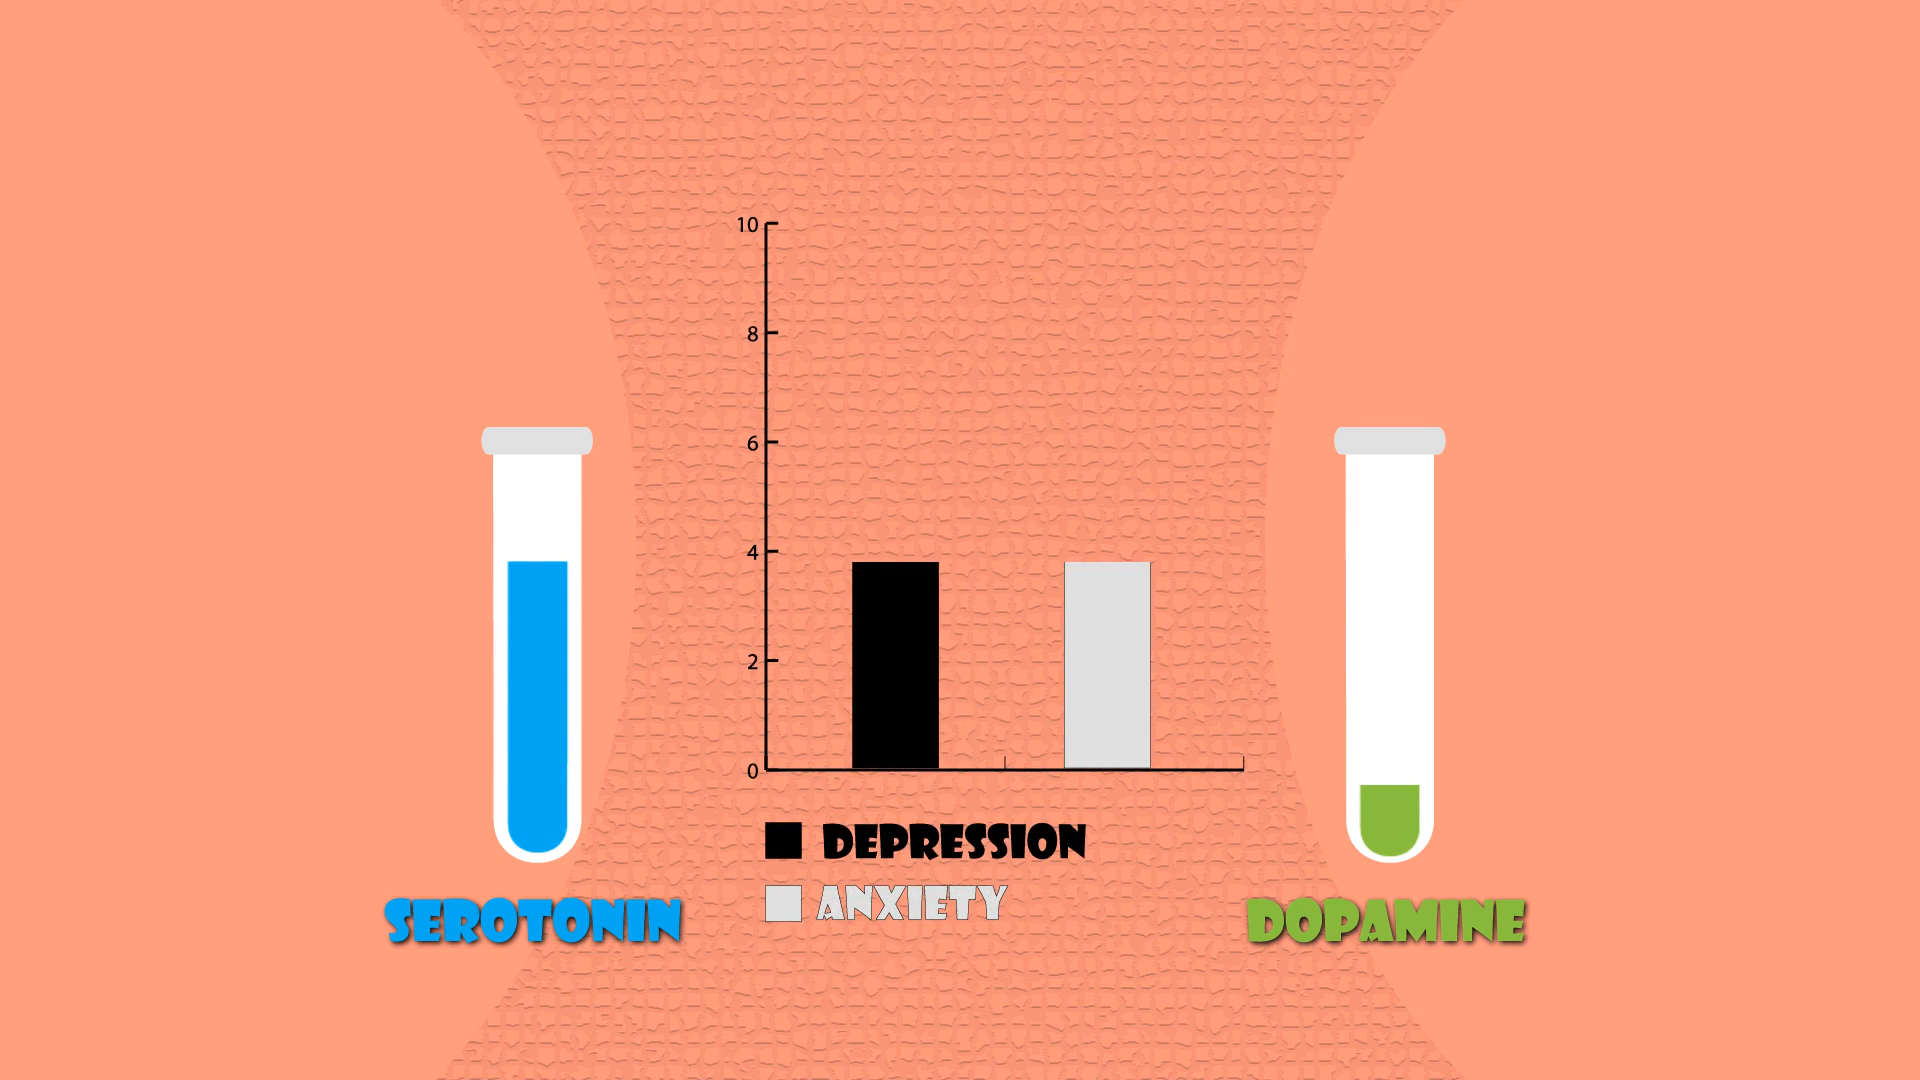 10
8
6
4
2
0
DEPRESSION
ANXIETY
SEROTONIN
DOPAMINE